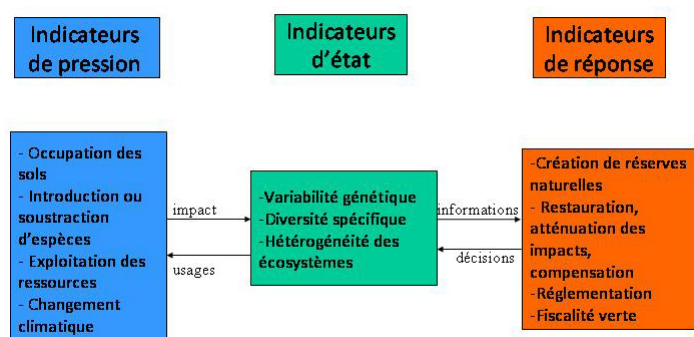 Indicateurs
de pression
Indicateurs
d'état
Indicateurs
de réponse
- Occupation des
sols
- Introduction ou
soustraction
d'espèces
- Exploitation des
ressources
- Changement
climatique
impact
usages
-Variabilité génétique
-Diversité spécifique
-Hétérogénéité des
écosystèmes
informations
décisions
-Création de réserves
naturelles
- Restauration,
atténuation des
impacts,
compensation
-Réglementation
-Fiscalité verte